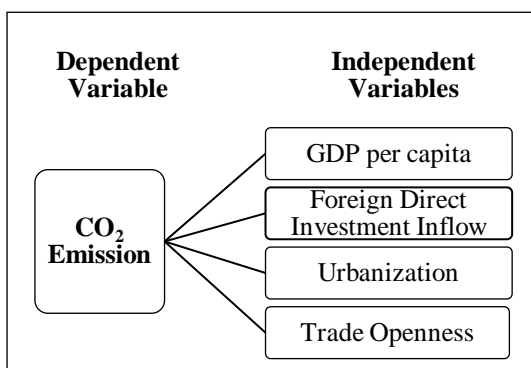 Dependent
Variable
Independent
Variables
CO₂
Emission
GDP per capita
Foreign Direct
Investment Inflow
Urbanization
Trade Openness